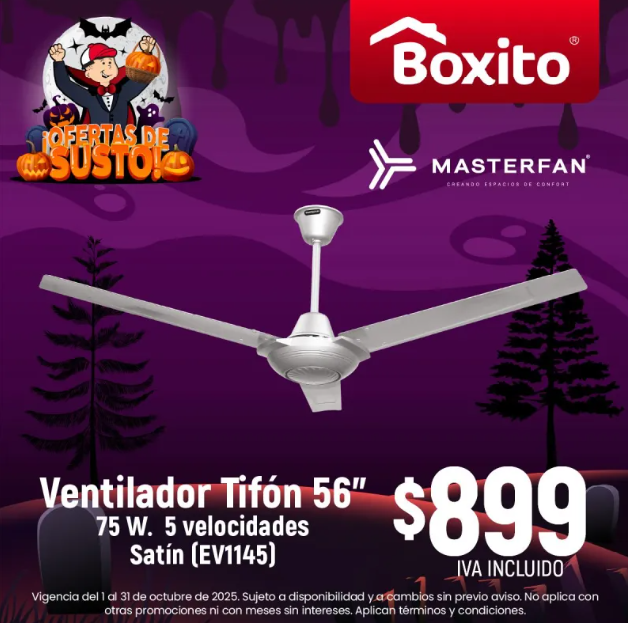 ¡OFERTAS DE
SUSTO!
Boxito®
MASTERFAN®
CREANDO ESPACIOS DE CONFORT
Ventilador Tifón 56"
75 W. 5 velocidades
Satín (EV1145)
$899
IVA INCLUIDO
Vigencia del 1 al 31 de octubre de 2025. Sujeto a disponibilidad y a cambios sin previo aviso. No aplica con
otras promociones ni con meses sin intereses. Aplican términos y condiciones.